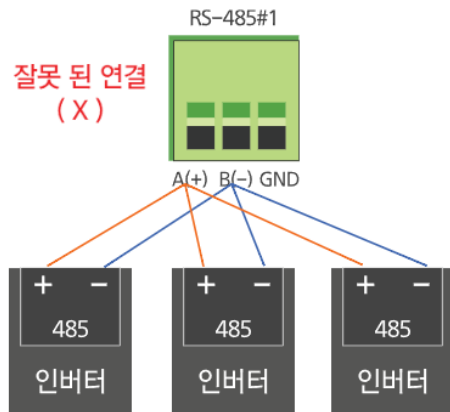 RS-485#1
잘못 된 연결
( X )
A(+) B(-) GND
+ - + - + -
485 485 485
인버터 인버터 인버터